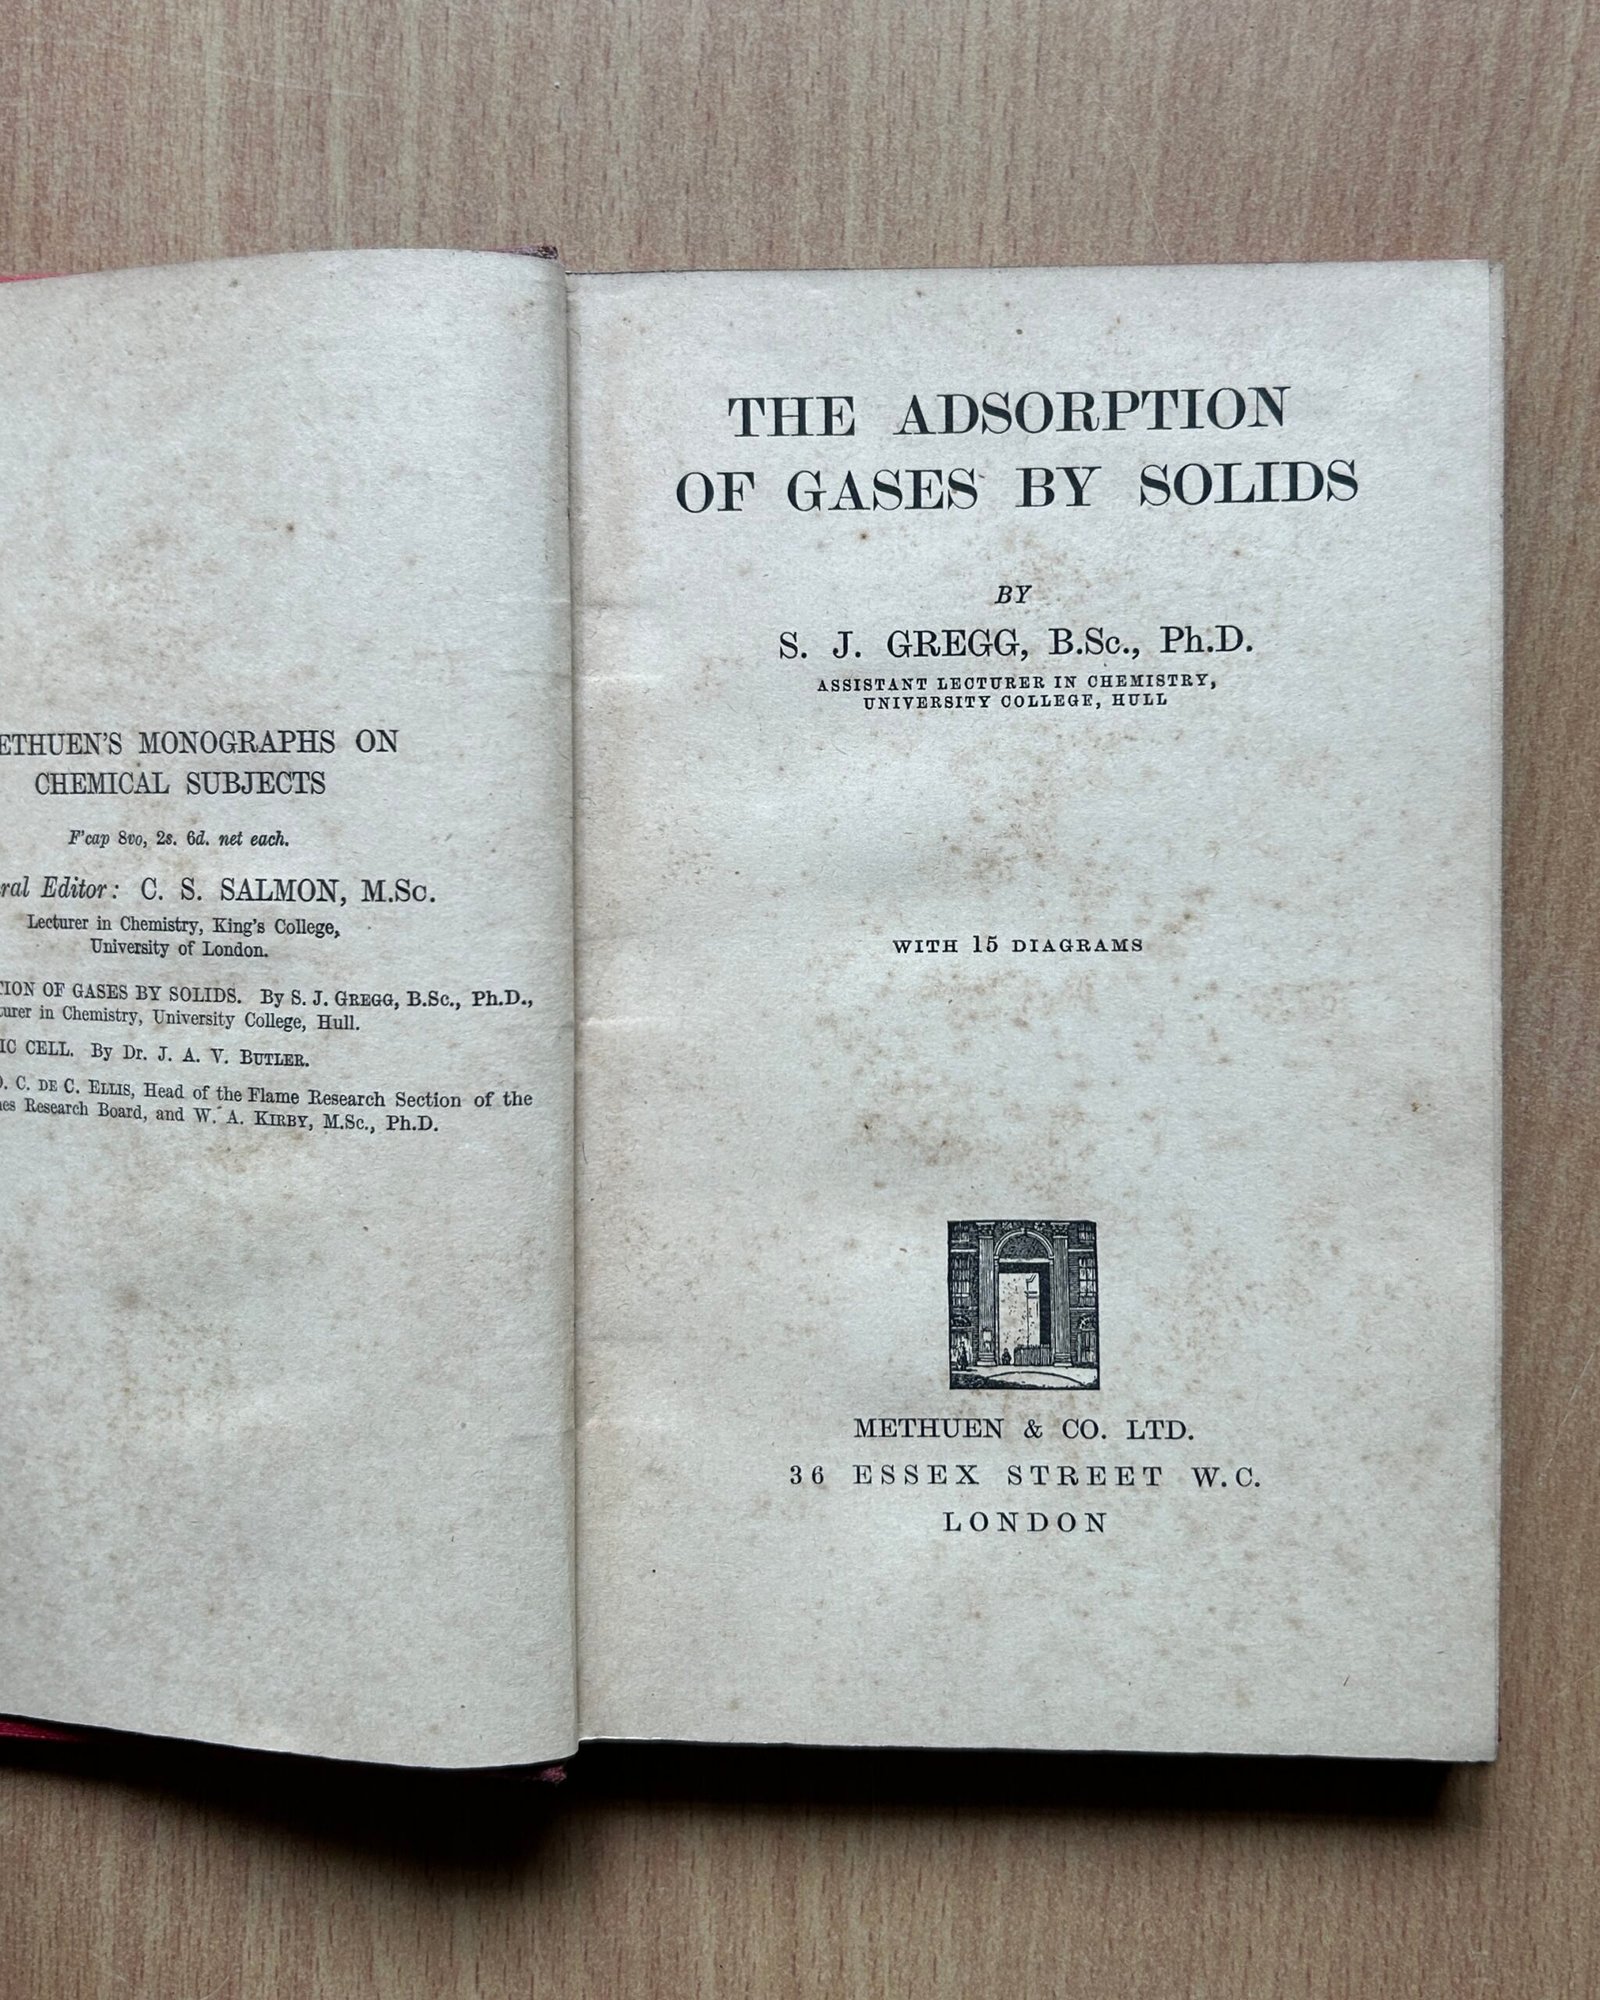 ETHUEN'S MONOGRAPHS ON
CHEMICAL SUBJECTS
F'cap 8vo, 2s. 6d. net each.
ral Editor: C. S. SALMON, M.Sc.
Lecturer in Chemistry, King's College,
University of London.
TION OF GASES BY SOLIDS. By S. J. GREGG, B.Sc., Ph.D.,
urer in Chemistry, University College, Hull.
IC CELL. By Dr. J. A. V. BUTLER.
O. C. DE C. ELLIS, Head of the Flame Research Section of the
nes Research Board, and W. A. KIRBY, M.Sc., Ph.D.
THE ADSORPTION
OF GASES BY SOLIDS
BY
S. J. GREGG, B.Sc., Ph.D.
ASSISTANT LECTURER IN CHEMISTRY,
UNIVERSITY COLLEGE, HULL
WITH 15 DIAGRAMS
METHUEN & CO. LTD.
36 ESSEX STREET W.C.
LONDON